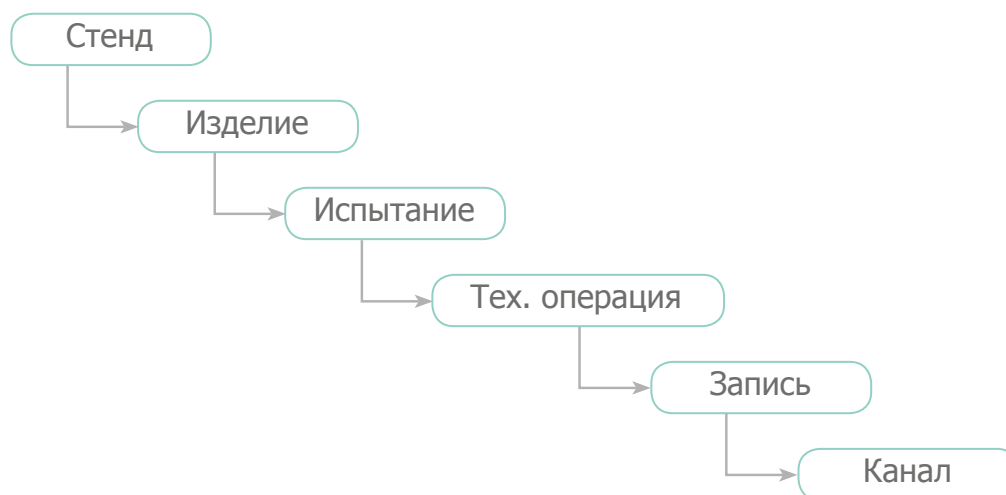 Стенд
Изделие
Испытание
Тех. операция
Запись
Канал